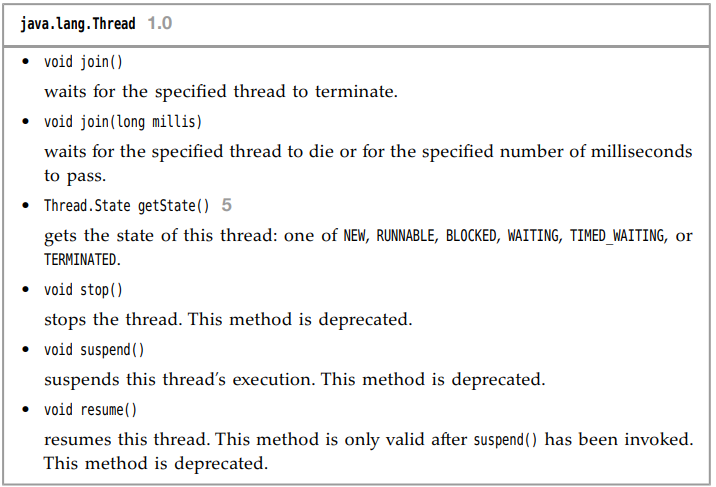 java.lang.Thread 1.0
• void join()
waits for the specified thread to terminate.
• void join(long millis)
waits for the specified thread to die or for the specified number of milliseconds
to pass.
• Thread.State getState() 5
gets the state of this thread: one of NEW, RUNNABLE, BLOCKED, WAITING, TIMED_WAITING, or
TERMINATED.
• void stop()
stops the thread. This method is deprecated.
• void suspend()
suspends this thread’s execution. This method is deprecated.
• void resume()
resumes this thread. This method is only valid after suspend() has been invoked.
This method is deprecated.